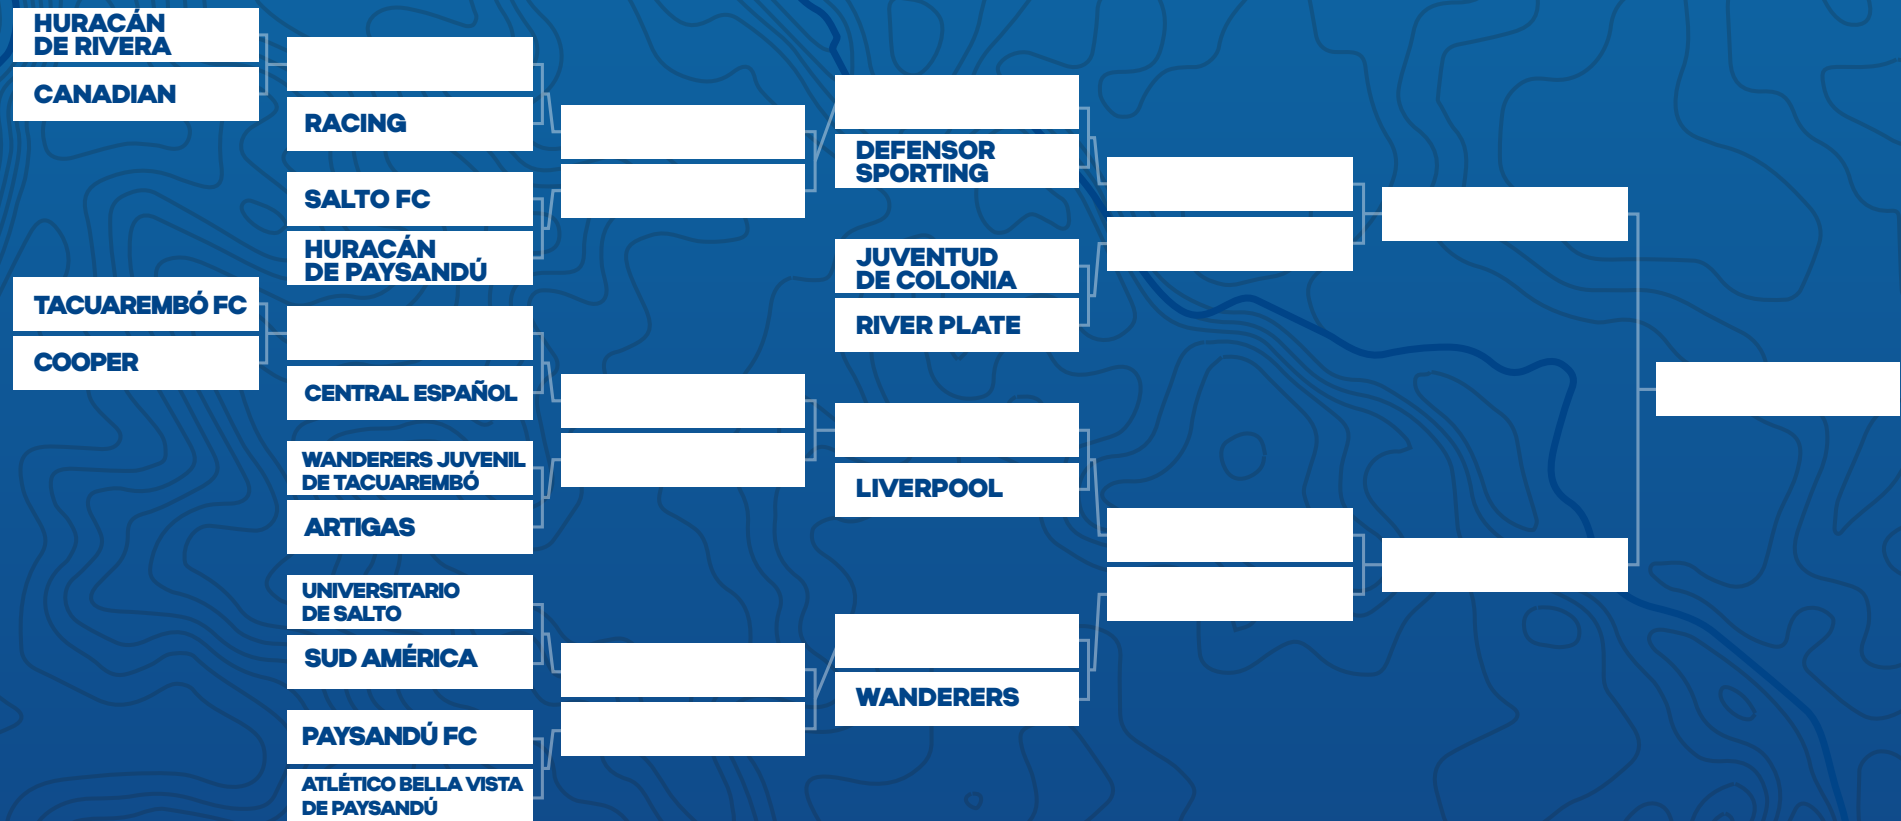 HURACÁN
DE RIVERA
CANADIAN
TACUAREMBÓ FC
COOPER
RACING
SALTO FC
HURACÁN
DE PAYSANDÚ
CENTRAL ESPAÑOL
WANDERERS JUVENIL
DE TACUAREMBÓ
ARTIGAS
UNIVERSITARIO
DE SALTO
SUD AMÉRICA
PAYSANDÚ FC
ATLÉTICO BELLA VISTA
DE PAYSANDÚ
DEFENSOR
SPORTING
JUVENTUD
DE COLONIA
RIVER PLATE
LIVERPOOL
WANDERERS